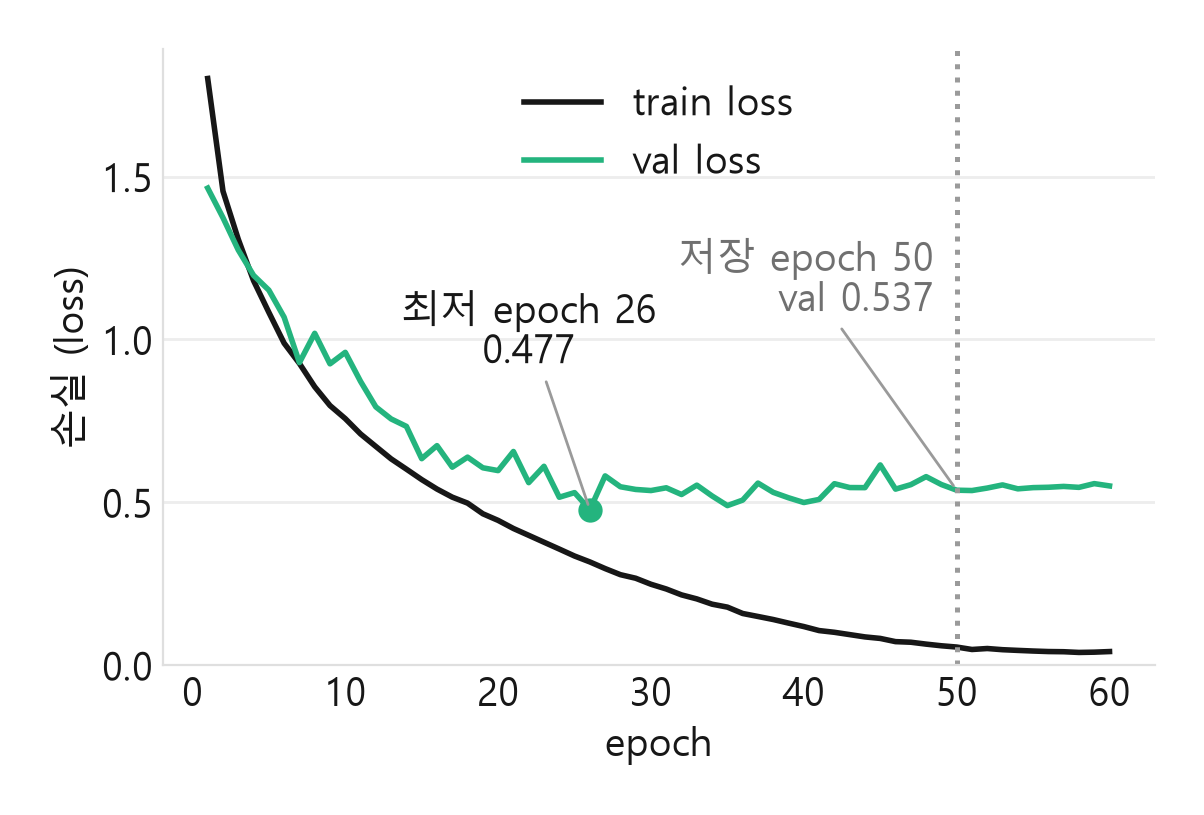 train loss
val loss
저장 epoch 50
val 0.537
최저 epoch 26
0.477
손실 (loss)
1.5
1.0
0.5
0.0
0 10 20 30 40 50 60
epoch